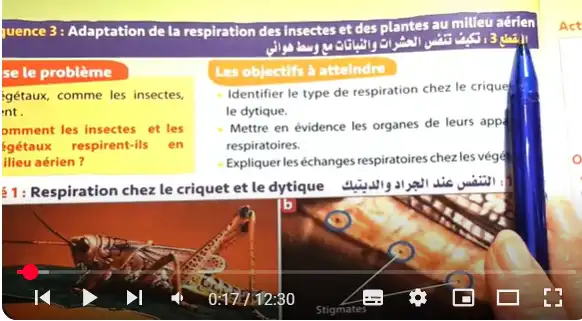 quence 3 : Adaptation de la respiration des insectes et des plantes au milieu aérien
المقطع 3 : تكيف تنفس الحشرات والنباتات مع وسط هوائي
Act
se le problème
égétaux, comme les insectes,
ent.
omment les insectes et les
égétaux respirent-ils en
ilieu aérien ?
Les objectifs à atteindre
Identifier le type de respiration chez le crique
le dytique.
Mettre en évidence les organes de leurs appa
respiratoires.
Expliquer les échanges respiratoires chez les végé
é 1 : Respiration chez le criquet et le dytique
التنفس عند الجراد والديتيك
b
Stigmates
0:17 / 12:30